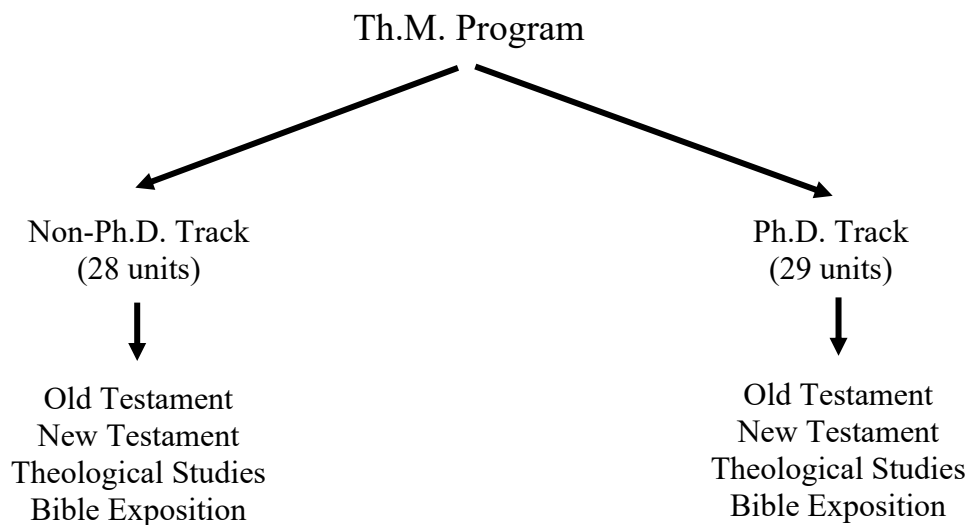 Th.M. Program
Non-Ph.D. Track
(28 units)
Old Testament
New Testament
Theological Studies
Bible Exposition
Ph.D. Track
(29 units)
Old Testament
New Testament
Theological Studies
Bible Exposition